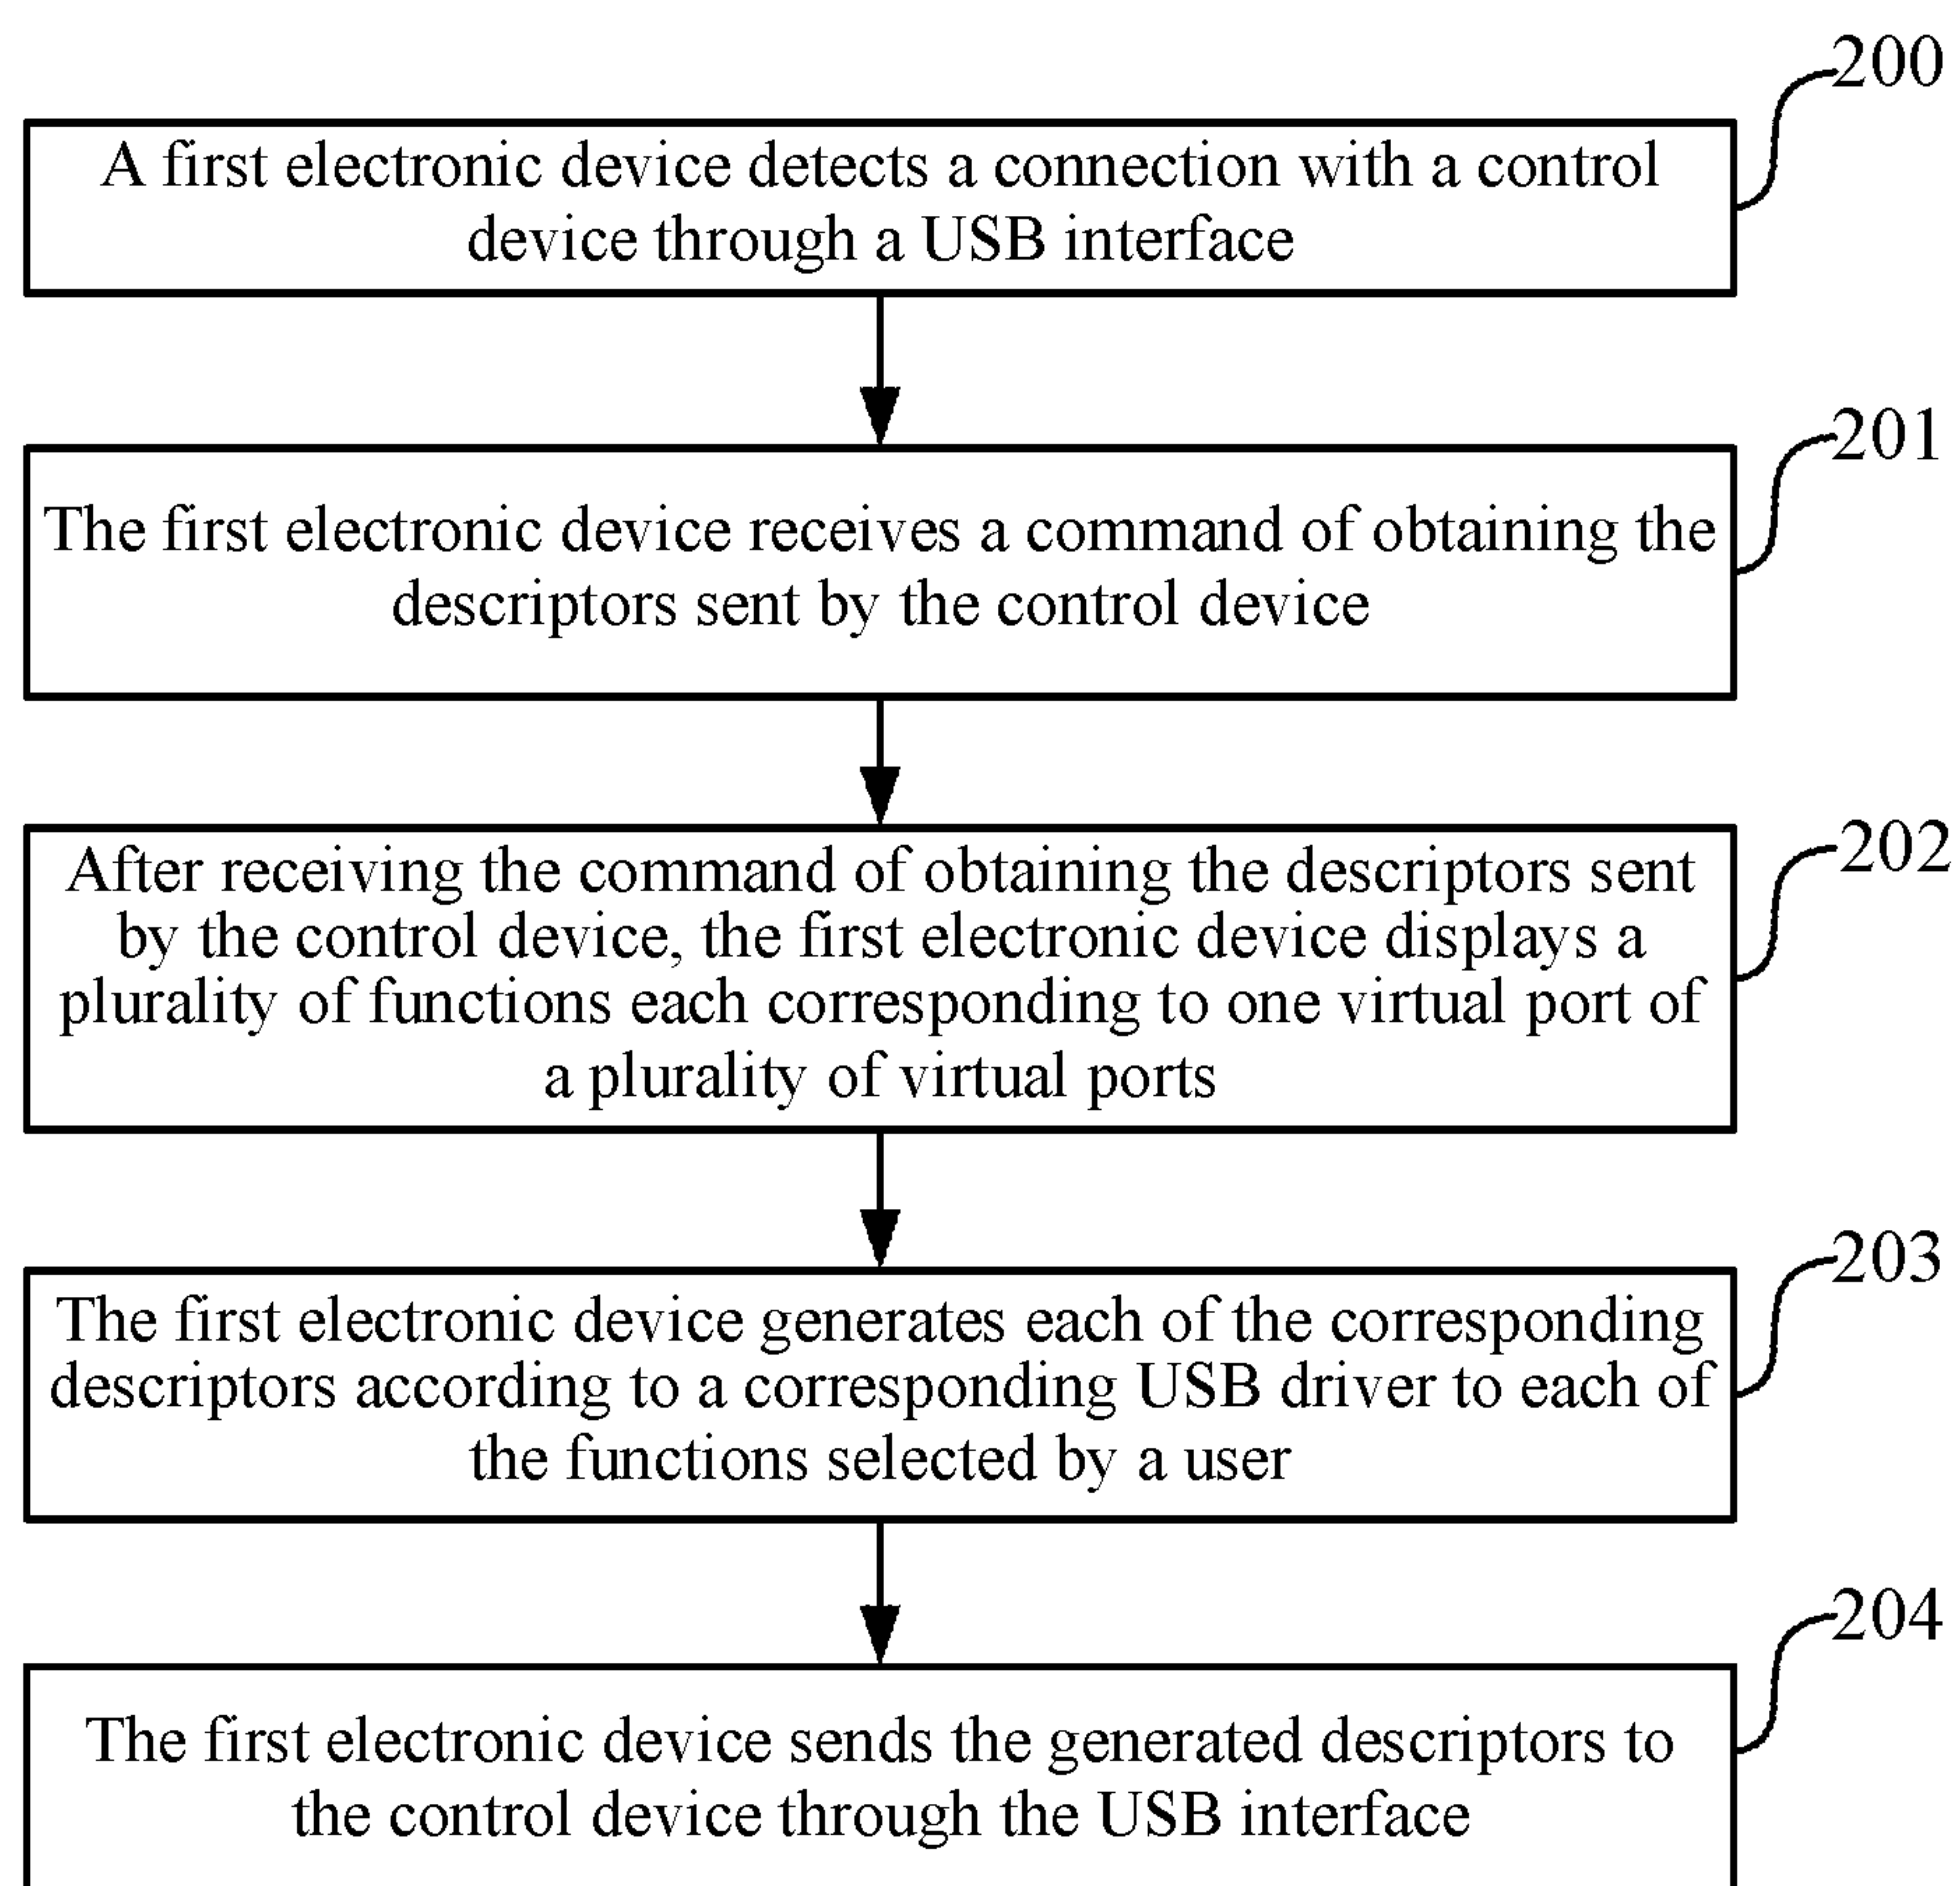 200
A first electronic device detects a connection with a control
device through a USB interface
201
The first electronic device receives a command of obtaining the
descriptors sent by the control device
202
After receiving the command of obtaining the descriptors sent
by the control device, the first electronic device displays a
plurality of functions each corresponding to one virtual port of
a plurality of virtual ports
203
The first electronic device generates each of the corresponding
descriptors according to a corresponding USB driver to each of
the functions selected by a user
204
The first electronic device sends the generated descriptors to
the control device through the USB interface